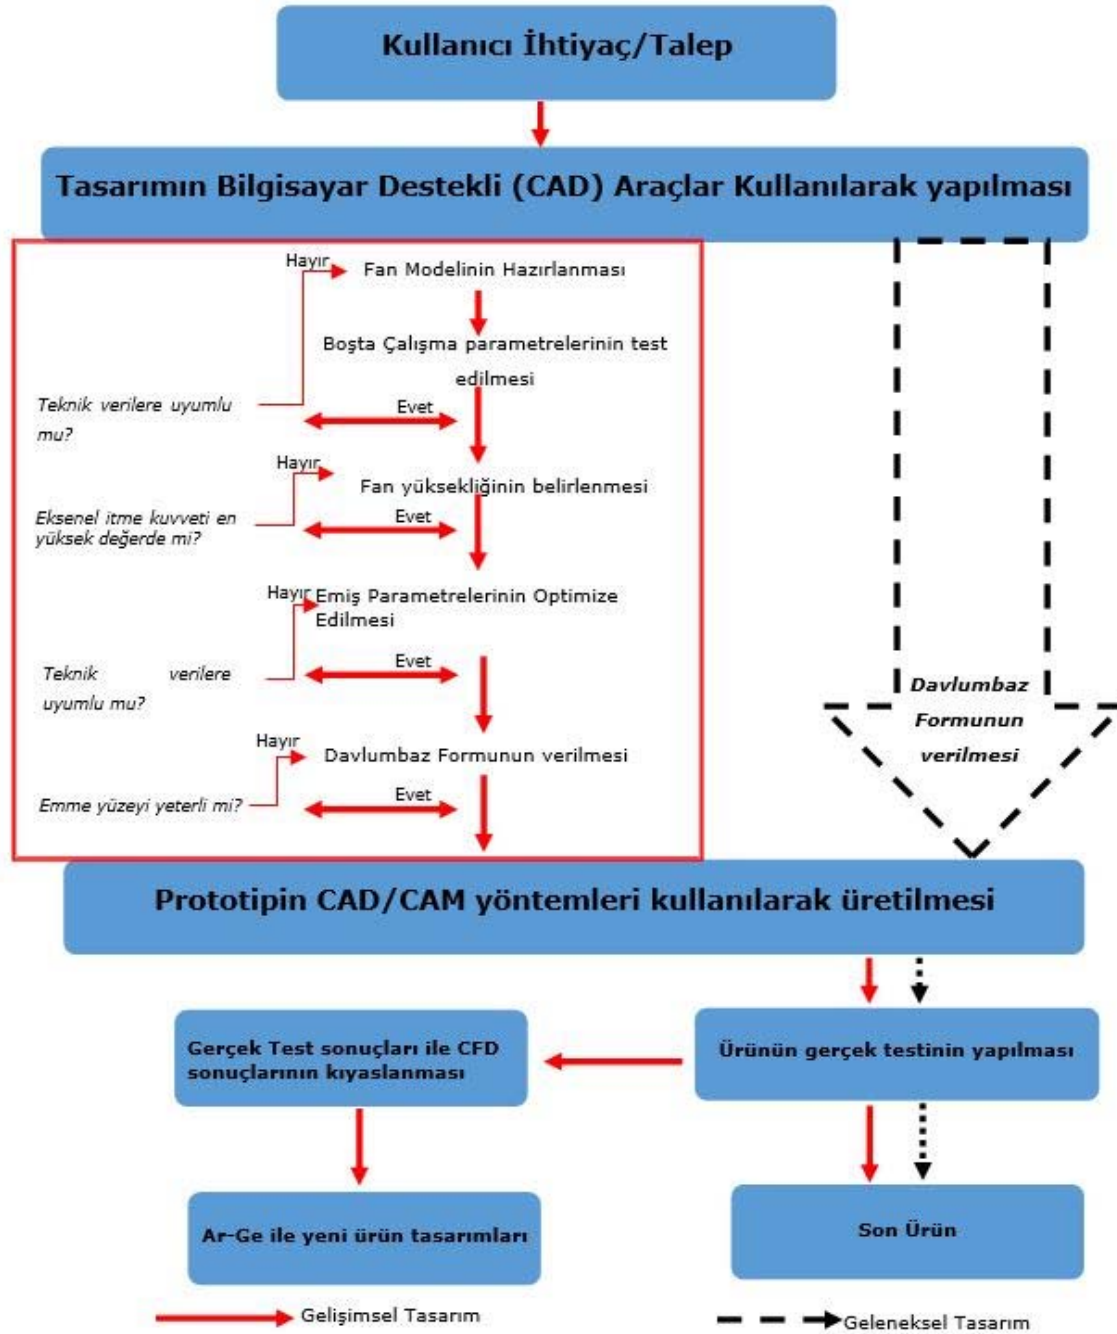 Kullanıcı İhtiyaç/Talep
Tasarımın Bilgisayar Destekli (CAD) Araçlar Kullanılarak yapılması
Hayır
Fan Modelinin Hazırlanması
Boşta Çalışma parametrelerinin test
edilmesi
Teknik verilere uyumlu
mu?
Evet
Hayır
Fan yüksekliğinin belirlenmesi
Eksenel itme kuvveti en
yüksek değerde mi?
Evet
Hayır
Emiş Parametrelerinin Optimize
Edilmesi
Teknik verilere
uyumlu mu?
Evet
Hayır
Davlumbaz Formunun verilmesi
Emme yüzeyi yeterli mi?
Evet
Davlumbaz
Formunun
verilmesi
Prototipin CAD/CAM yöntemleri kullanılarak üretilmesi
Gerçek Test sonuçları ile CFD
sonuçlarının kıyaslanması
Ürünün gerçek testinin yapılması
Ar-Ge ile yeni ürün tasarımları
Son Ürün
Gelişimsel Tasarım
Geleneksel Tasarım